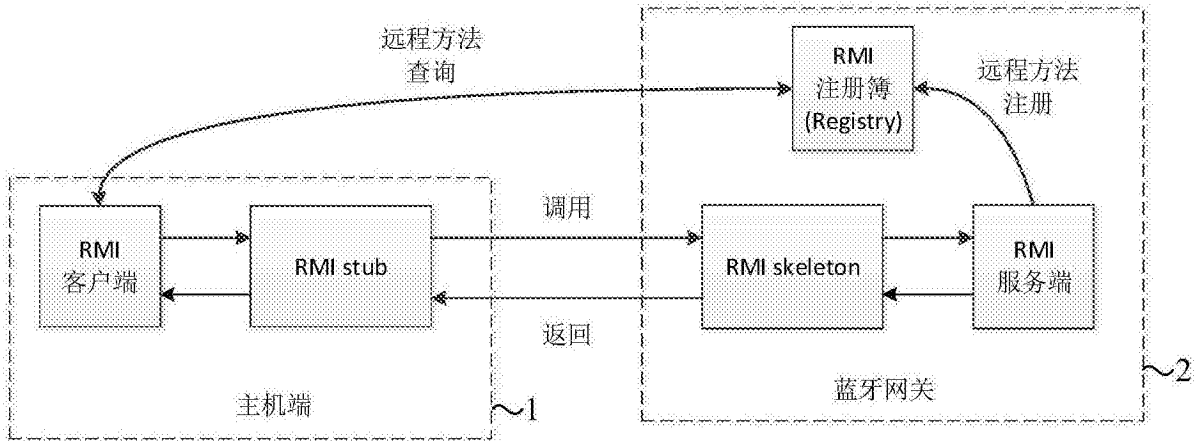 远程方法
查询
RMI
注册簿
(Registry)
远程方法
注册
RMI
客户端
RMI stub
调用
返回
RMI skeleton
RMI
服务端
主机端
1
蓝牙网关
2